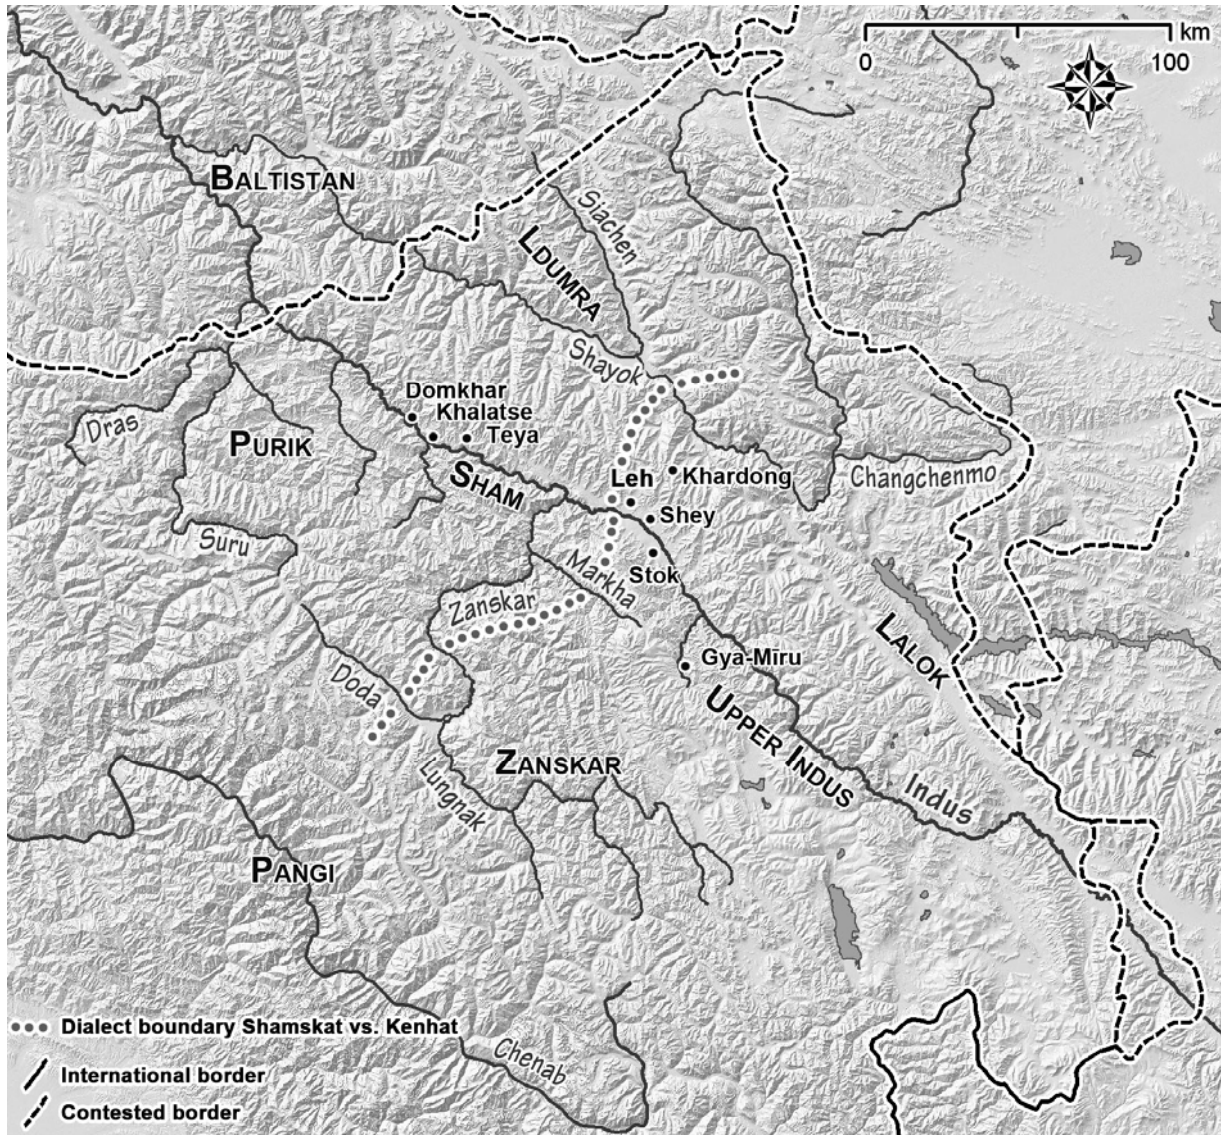 km
0
100
BALTISTAN
Siachen
LDUMRA
Shayok
Domkhar
Khalatse
Teya
Dras
PURIK
SHAM
Leh
Khardong
Changchenmo
Shey
Suru
Markha
Stok
Zanskar
LALOK
Gya-Mīru
Doda
UPPER INDUS
ZANSKAR
Indus
Lungnak
PANGI
Dialect boundary Shamskat vs. Kenhat
Chenab
International border
Contested border